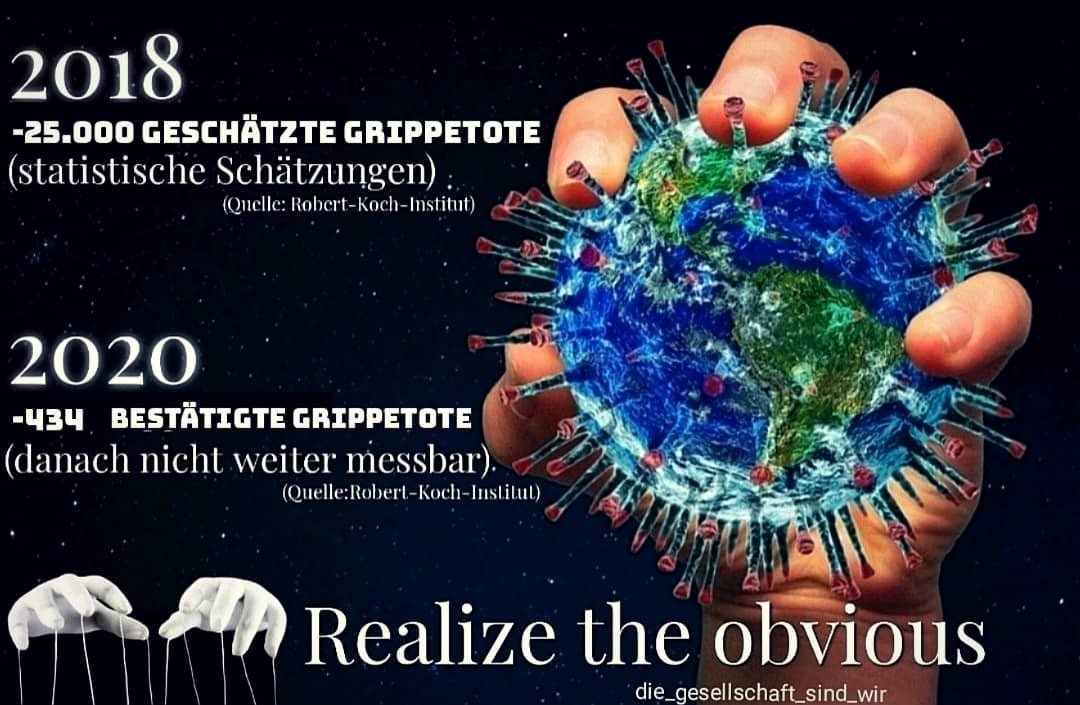 2018
-25.000 GESCHÄTZTE GRIPPETOTE
(statistische Schätzungen) .
(Quelle: Robert-Koch-Institut)
2020
-434 BESTÄTIGTE GRIPPETOTE
(danach nicht weiter messbar).
(Quelle:Robert-Koch-Institut)
Realize the obvious
die_gesellschaft_sind_wir